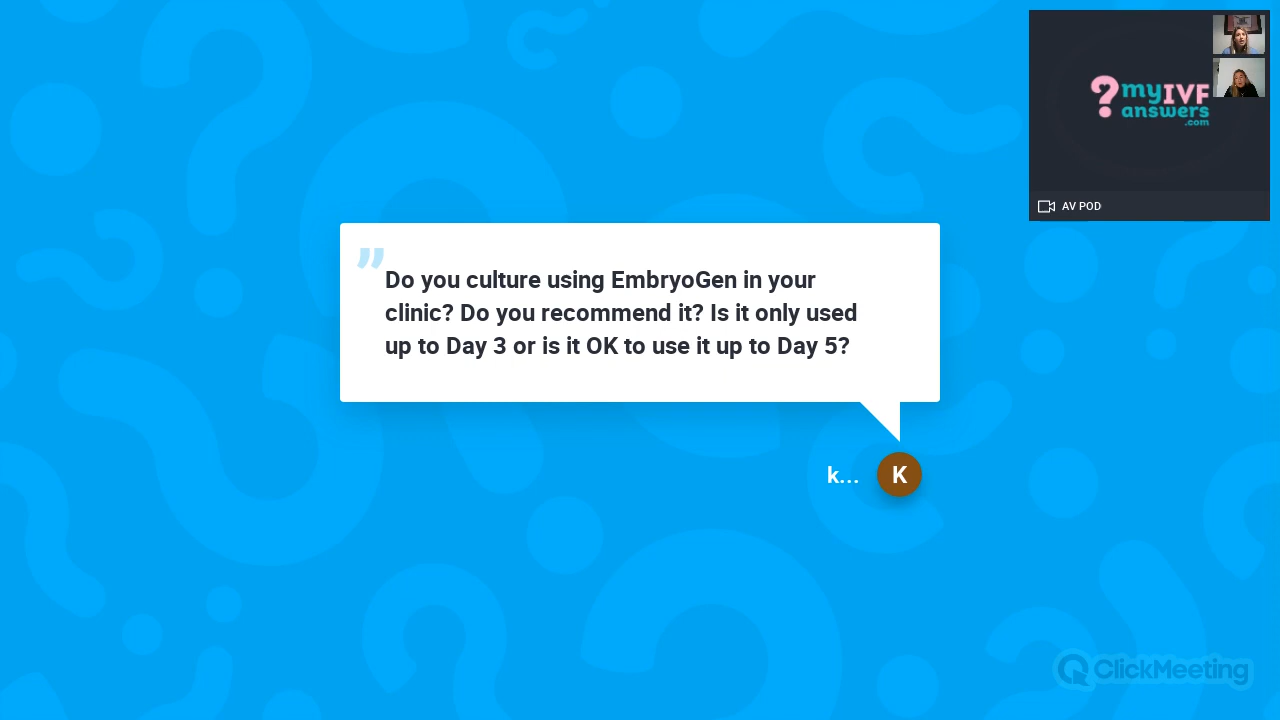 ?myIVF
answers
.com
AV POD
”
Do you culture using EmbryoGen in your
clinic? Do you recommend it? Is it only used
up to Day 3 or is it OK to use it up to Day 5?
k...
K
ClickMeeting